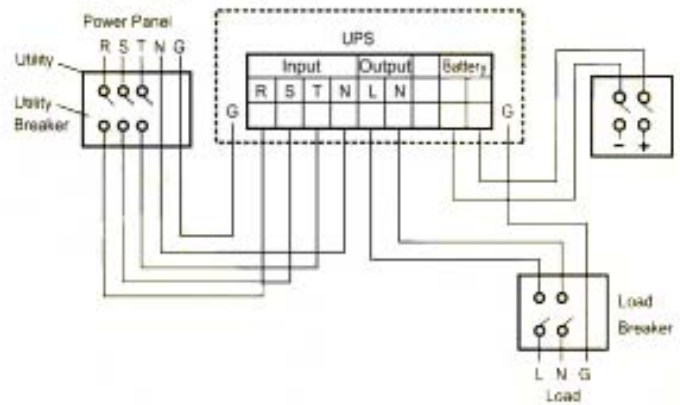 Power Panel
R S T N G
Utility
Utility
Breaker
UPS
Input Output Battery
R S T N L N
G
G
- +
Load
Breaker
L N G
Load